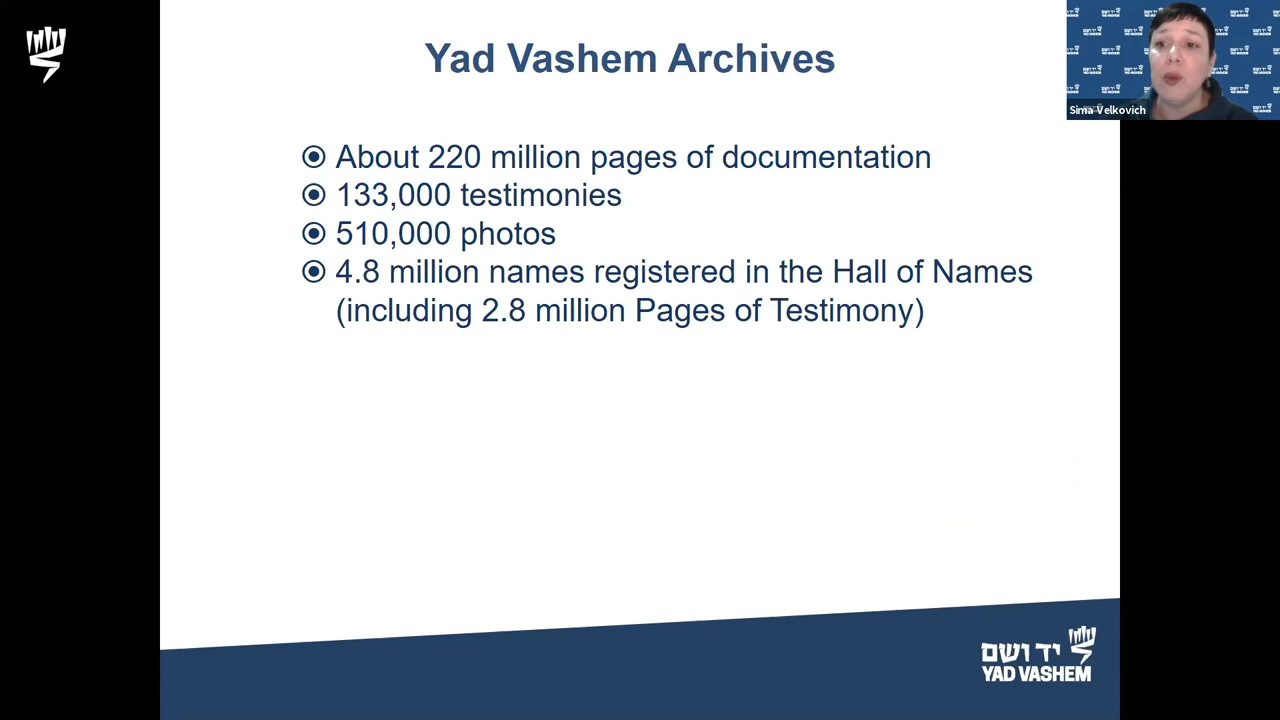 Yad Vashem Archives
Sima Velkovich
About 220 million pages of documentation
133,000 testimonies
510,000 photos
4.8 million names registered in the Hall of Names
(including 2.8 million Pages of Testimony)
יד ושם
YAD VASHEM